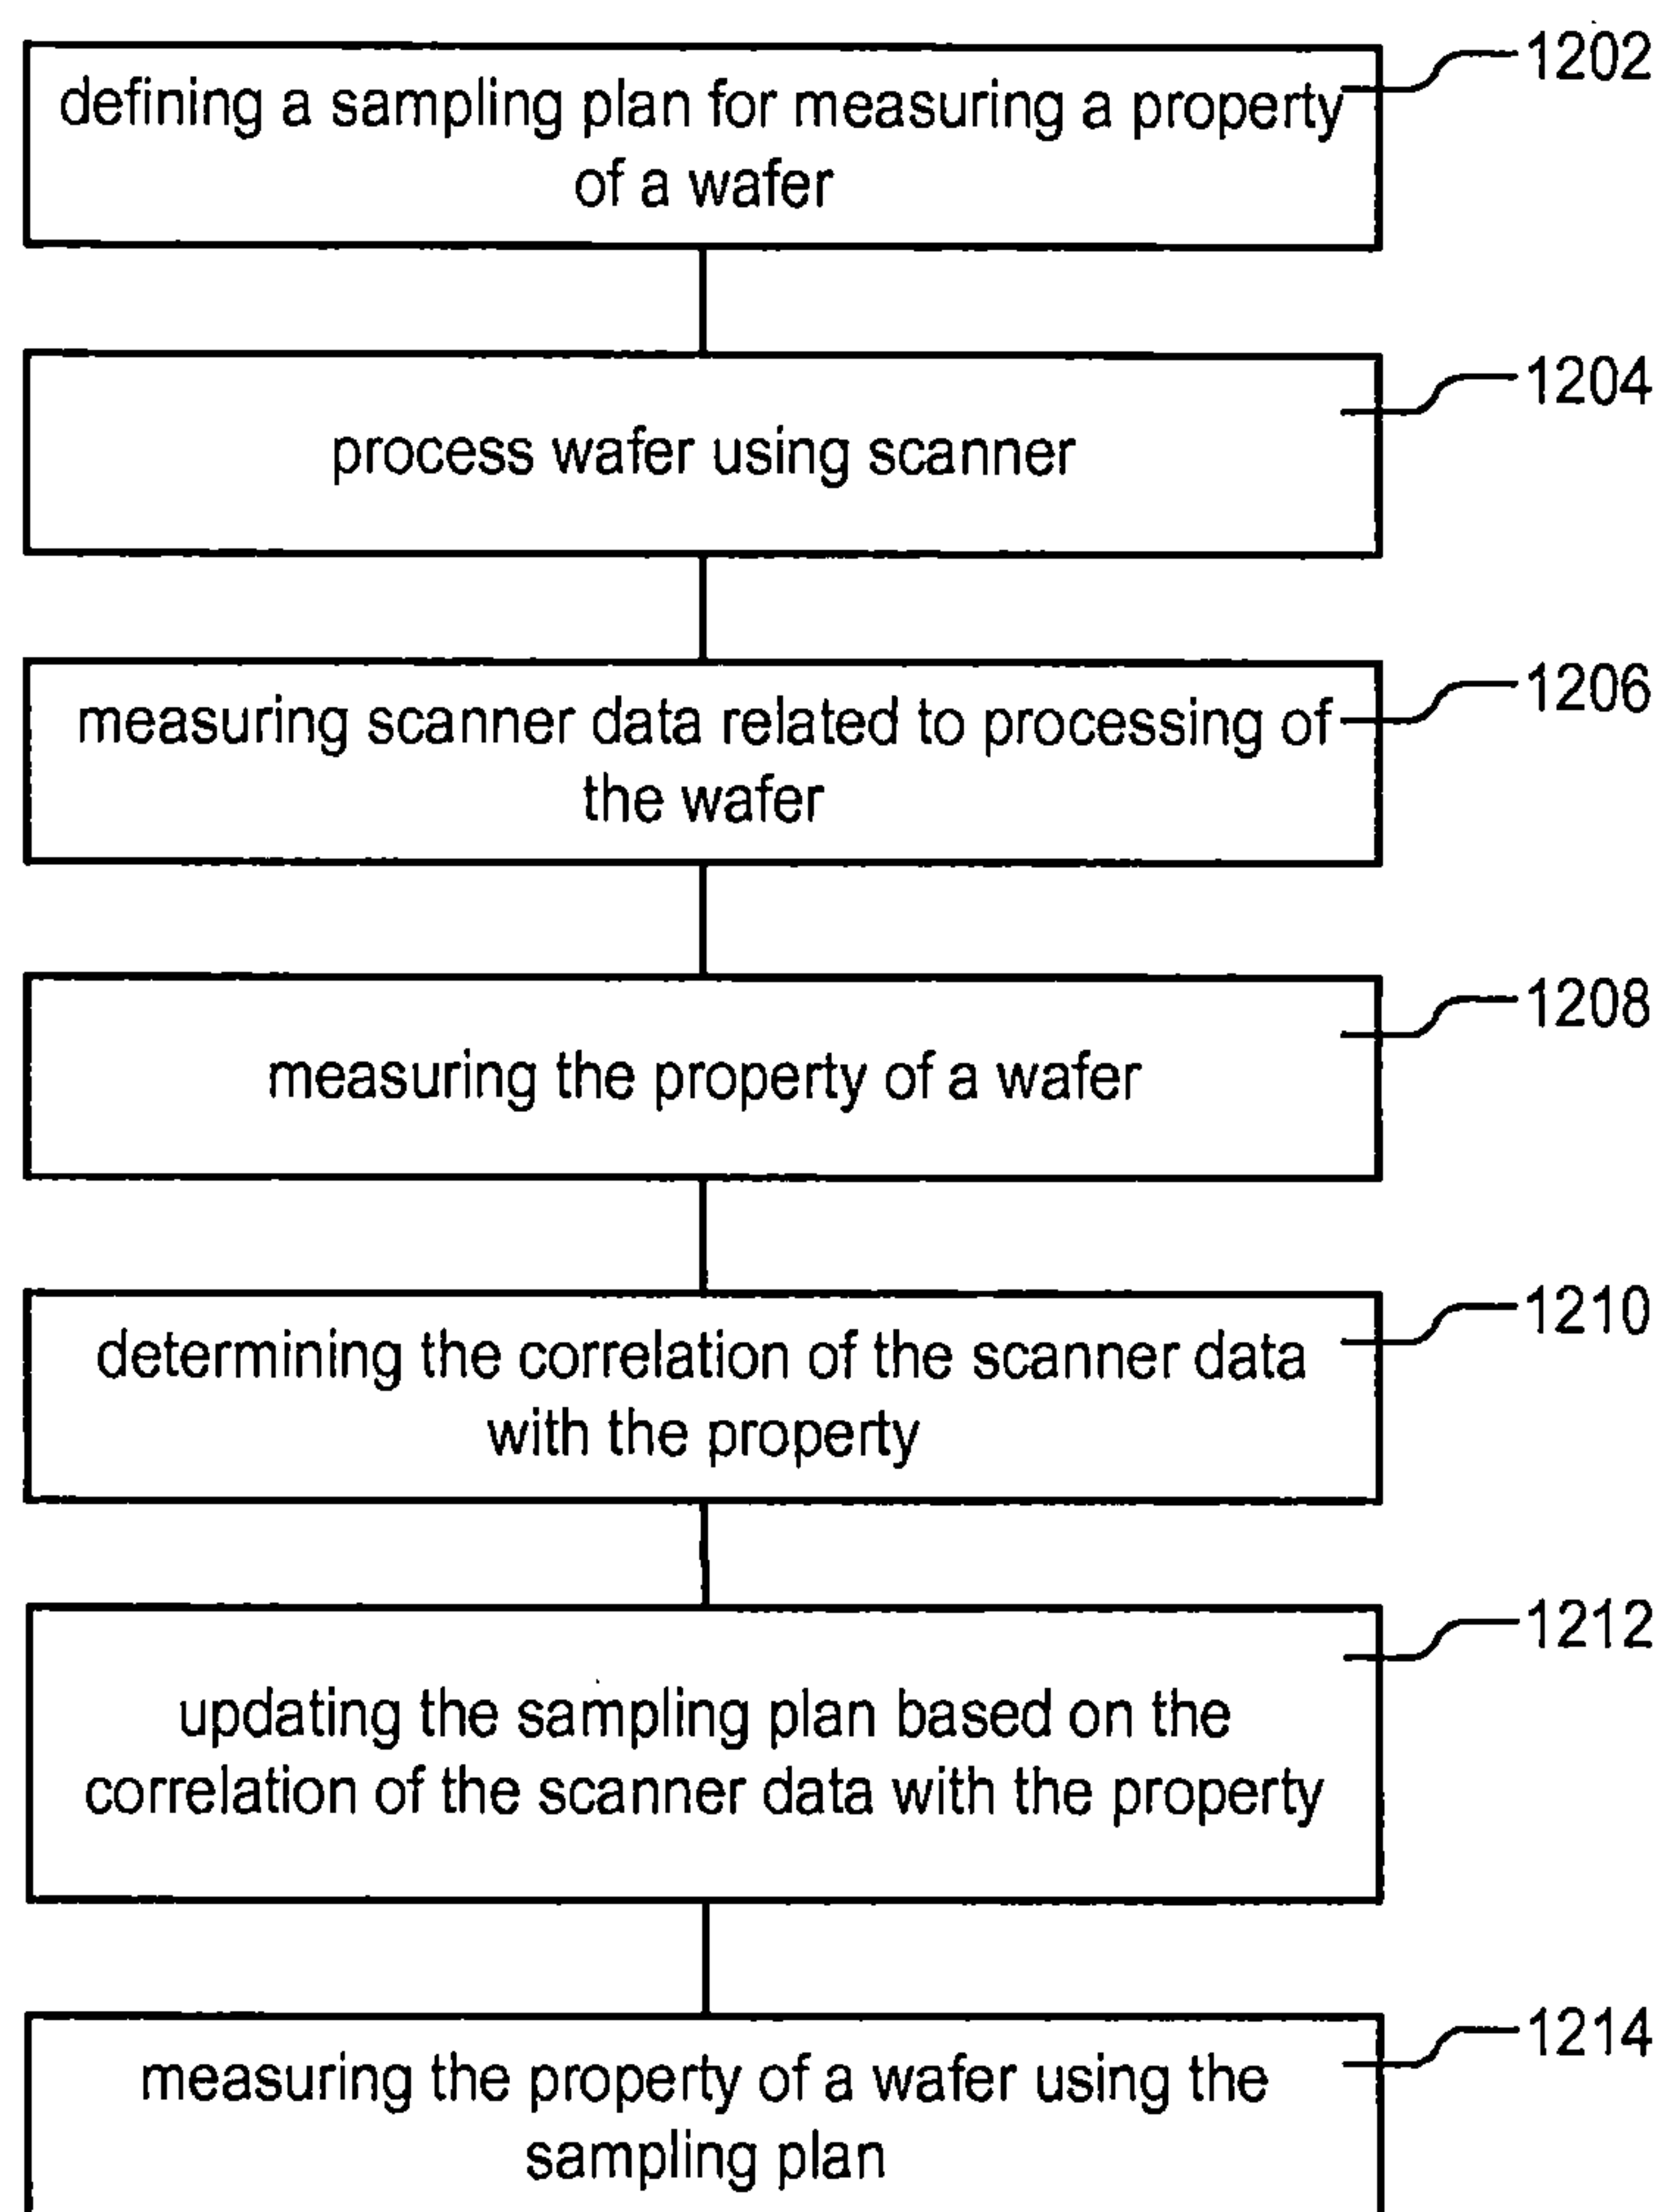 1202
defining a sampling plan for measuring a property
of a wafer
1204
process wafer using scanner
1206
measuring scanner data related to processing of
the wafer
1208
measuring the property of a wafer
1210
determining the correlation of the scanner data
with the property
1212
updating the sampling plan based on the
correlation of the scanner data with the property
1214
measuring the property of a wafer using the
sampling plan